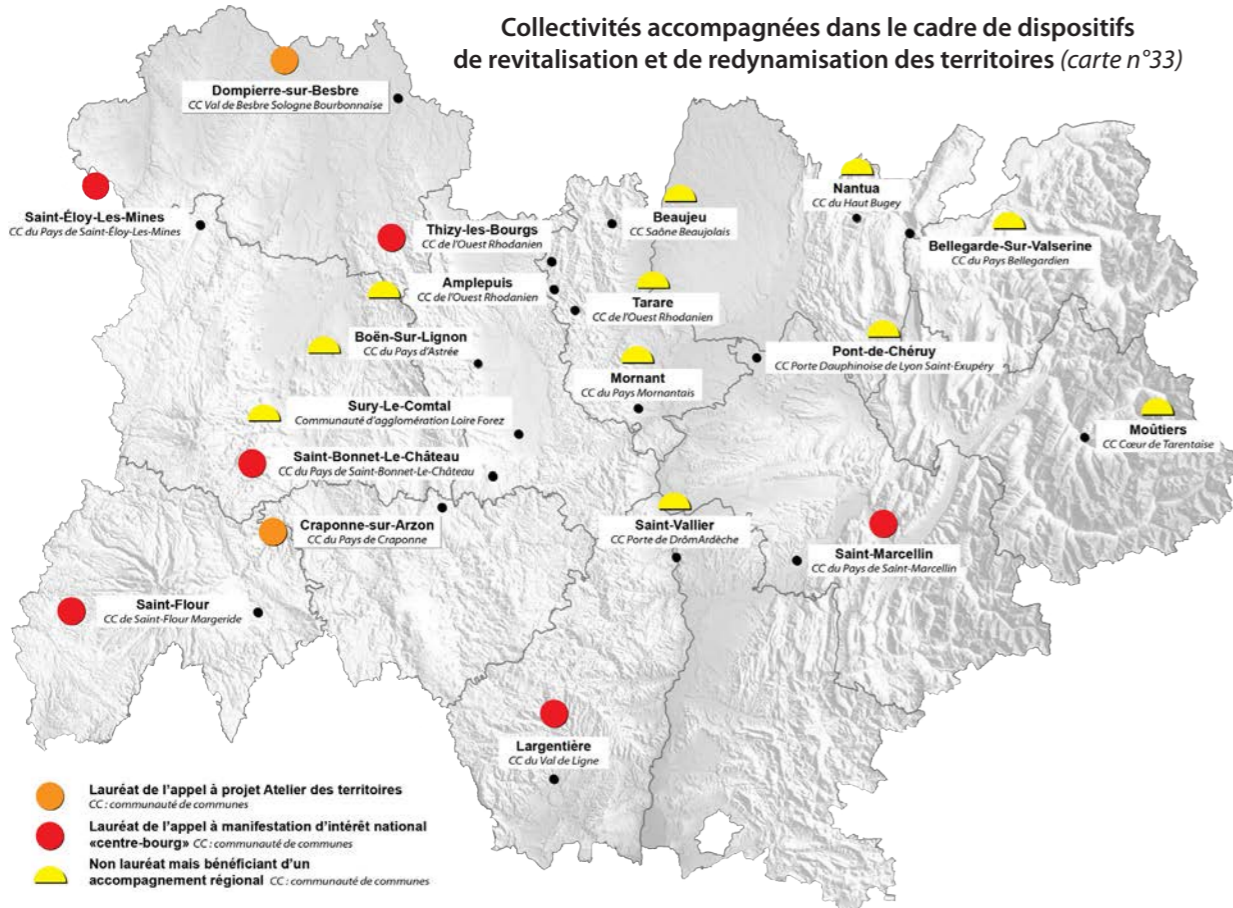 Collectivités accompagnées dans le cadre de dispositifs
de revitalisation et de redynamisation des territoires (carte n°33)
Dompierre-sur-Besbre
CC Val de Besbre Sologne Bourbonnaise
Saint-Éloy-Les-Mines
CC du Pays de Saint-Éloy-Les-Mines
Thizy-les-Bourgs
CC de l'Ouest Rhodanien
Beaujeu
CC Saône Beaujolais
Nantua
CC du Haut Bugey
Bellegarde-Sur-Valserine
CC du Pays Bellegardien
Amplepuis
CC de l'Ouest Rhodanien
Tarare
CC de l'Ouest Rhodanien
Boën-Sur-Lignon
CC du Pays d'Astrée
Mornant
CC du Pays Mornantais
Pont-de-Chéruy
CC Porte Dauphinoise de Lyon Saint-Exupéry
Sury-Le-Comtal
Communauté d'agglomération Loire Forez
Moûtiers
CC Cœur de Tarentaise
Saint-Bonnet-Le-Château
CC du Pays de Saint-Bonnet-Le-Château
Craponne-sur-Arzon
CC du Pays de Craponne
Saint-Vallier
CC Porte de DrômArdèche
Saint-Marcellin
CC du Pays de Saint-Marcellin
Saint-Flour
CC de Saint-Flour Margeride
Largentière
CC du Val de Ligne
Lauréat de l'appel à projet Atelier des territoires
CC : communauté de communes
Lauréat de l'appel à manifestation d'intérêt national
«centre-bourg» CC : communauté de communes
Non lauréat mais bénéficiant d'un
accompagnement régional CC : communauté de communes